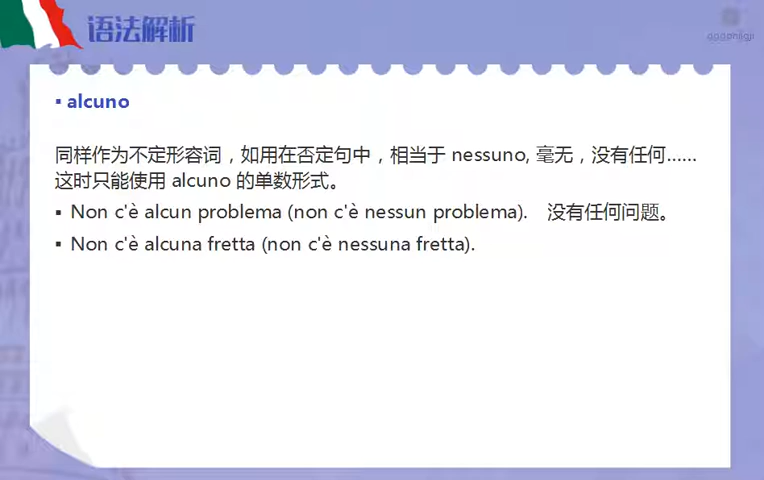 语法解析
▪ alcuno
同样作为不定形容词，如用在否定句中，相当于 nessuno, 毫无，没有任何……
这时只能使用 alcuno 的单数形式。
▪ Non c'è alcun problema (non c'è nessun problema). 没有任何问题。
▪ Non c'è alcuna fretta (non c'è nessuna fretta).